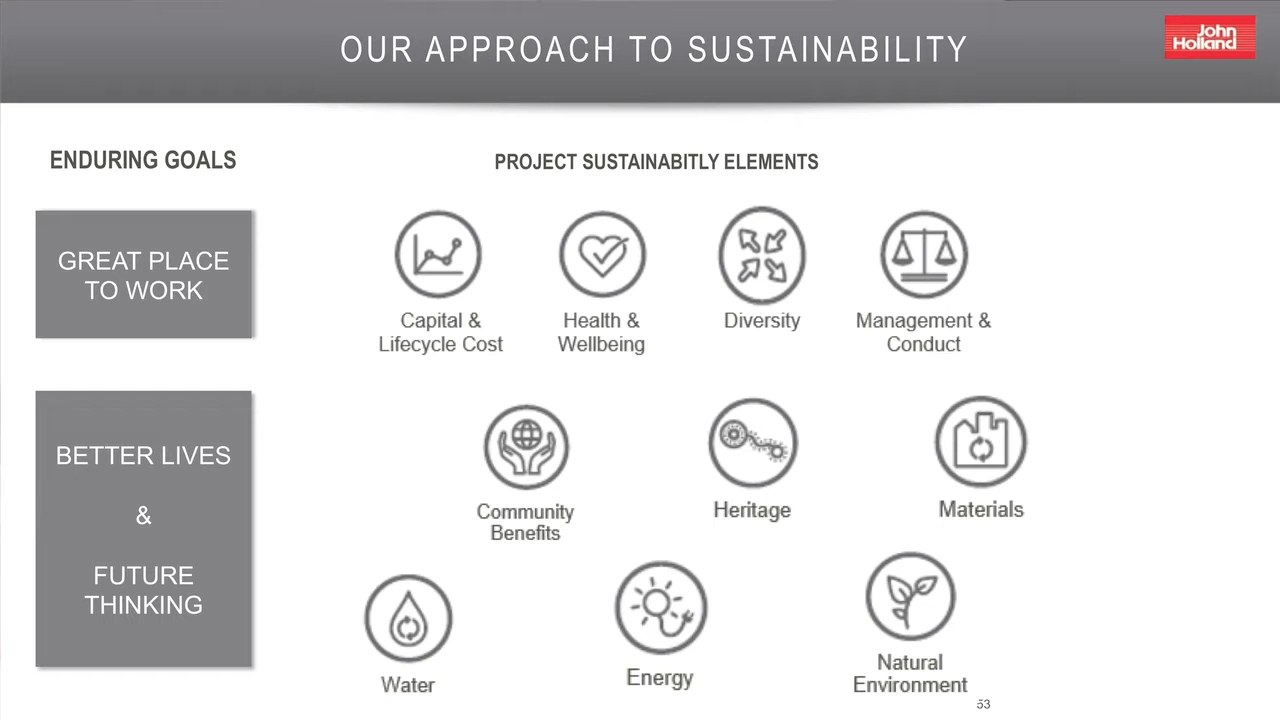 OUR APPROACH TO SUSTAINABILITY
John
Holland
ENDURING GOALS
PROJECT SUSTAINABITLY ELEMENTS
GREAT PLACE
TO WORK
Capital &
Lifecycle Cost
Health &
Wellbeing
Diversity
Management &
Conduct
BETTER LIVES
&
FUTURE
THINKING
Community
Benefits
Heritage
Materials
Water
Energy
Natural
Environment
53